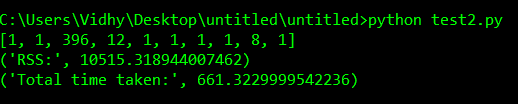 C:\Users\Vidhy\Desktop\untitled\untitled>python test2.py
[1, 1, 396, 12, 1, 1, 1, 1, 8, 1]
('RSS:', 10515.318944007462)
('Total time taken:', 661.3229999542236)